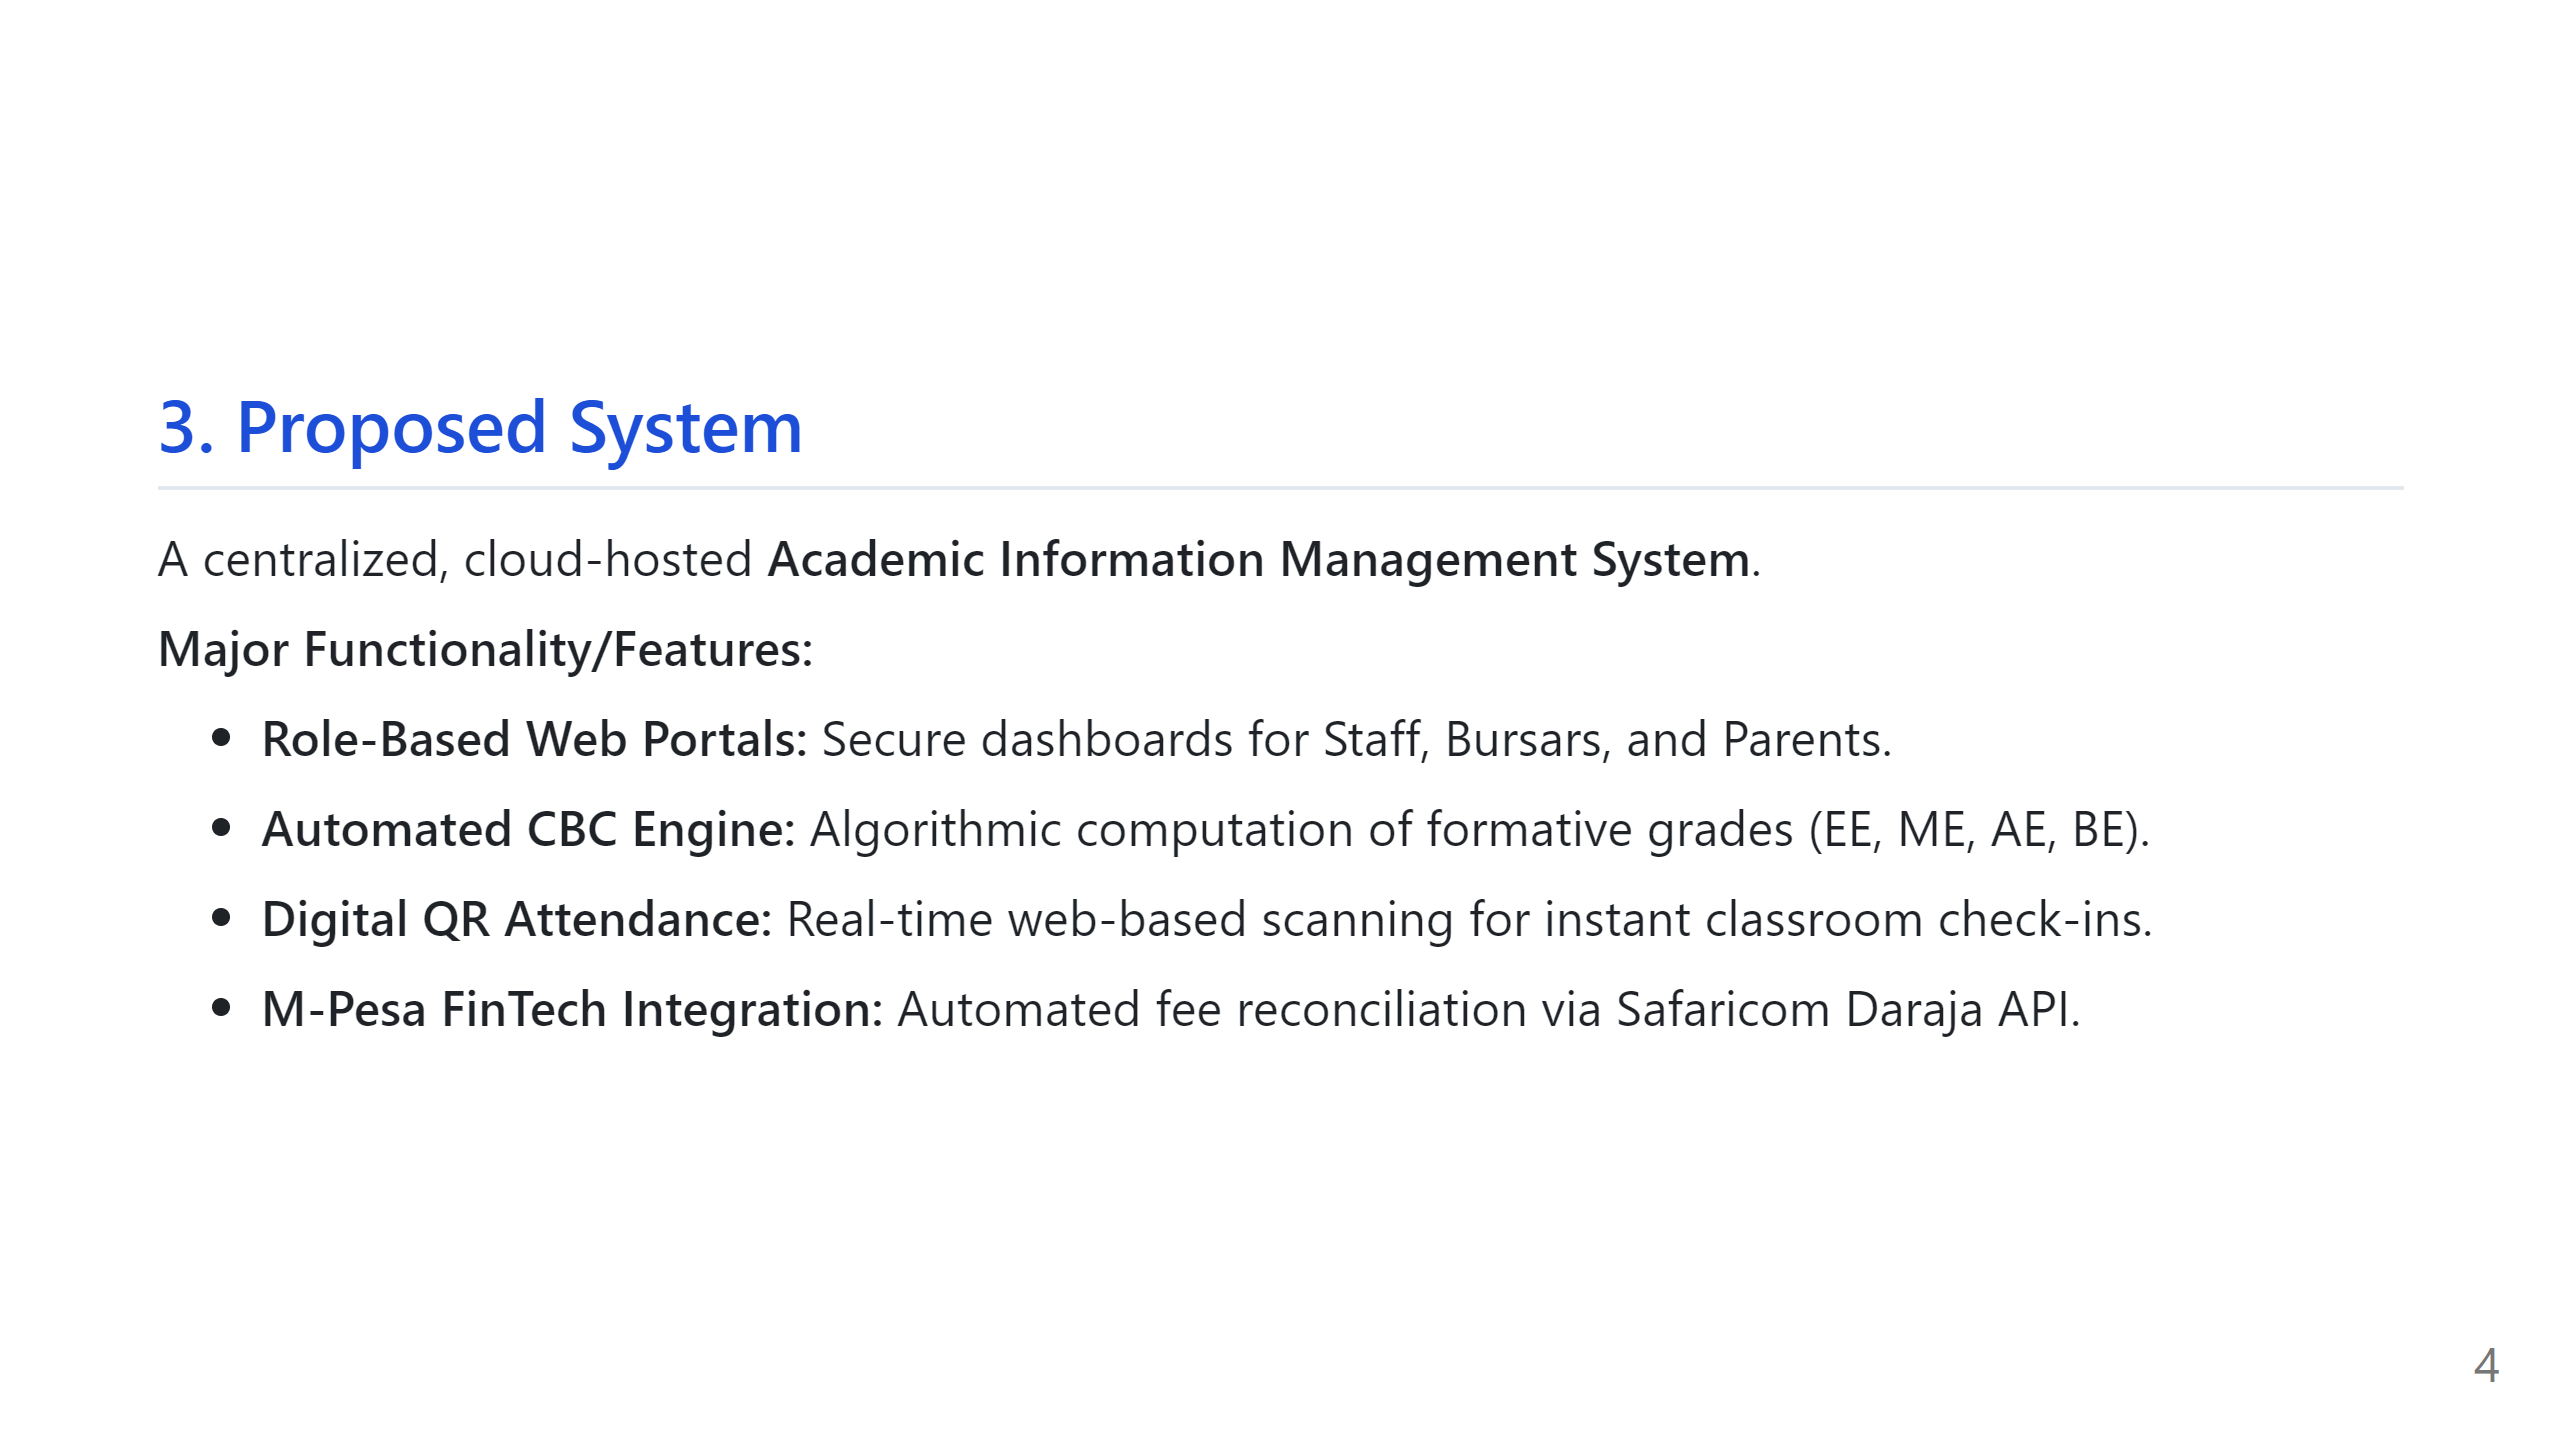 3. Proposed System
A centralized, cloud-hosted Academic Information Management System.
Major Functionality/Features:
• Role-Based Web Portals: Secure dashboards for Staff, Bursars, and Parents.
• Automated CBC Engine: Algorithmic computation of formative grades (EE, ME, AE, BE).
• Digital QR Attendance: Real-time web-based scanning for instant classroom check-ins.
• M-Pesa FinTech Integration: Automated fee reconciliation via Safaricom Daraja API.
4